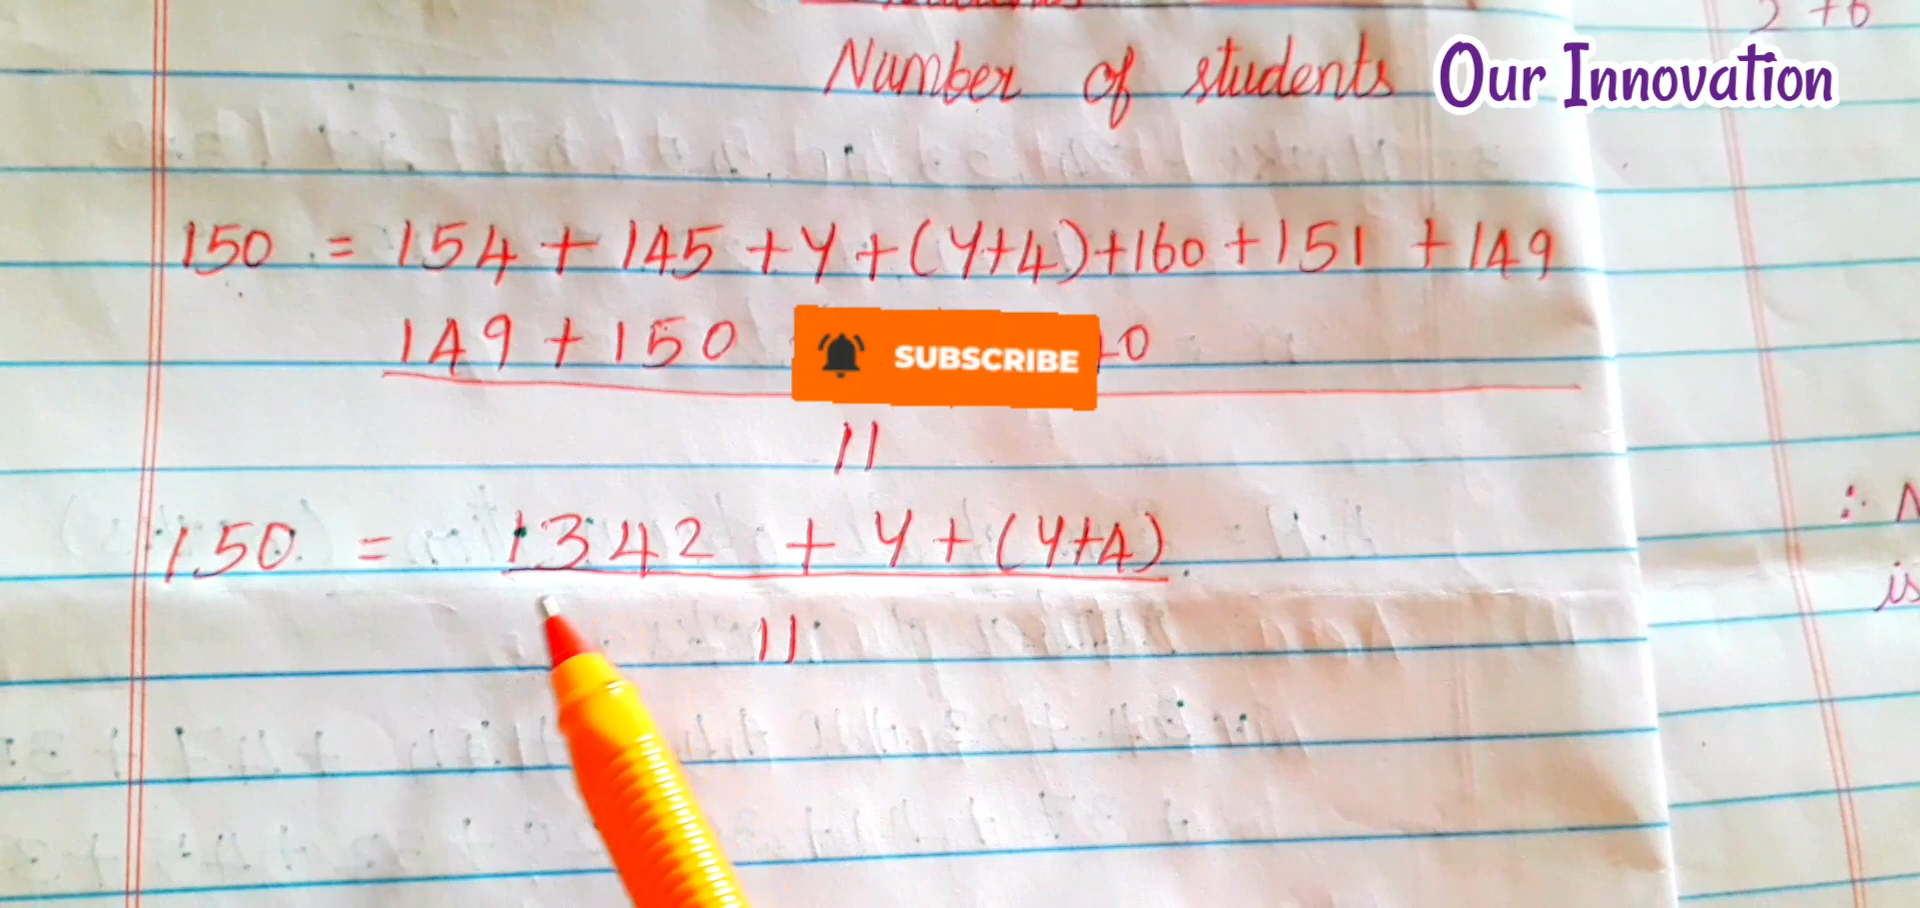 Number of students
Our Innovation
2 + 6
150 = 154 + 145 + y + (y+4) + 160 + 151 + 149
149 + 150
0
SUBSCRIBE
11
150 = 1342 + y + (y+4)
11
∴ N
is